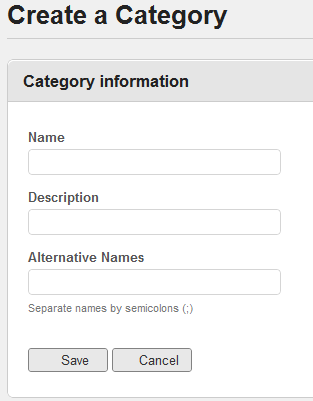 Create a Category
Category information
Name
Description
Alternative Names
Separate names by semicolons (;)
Save Cancel